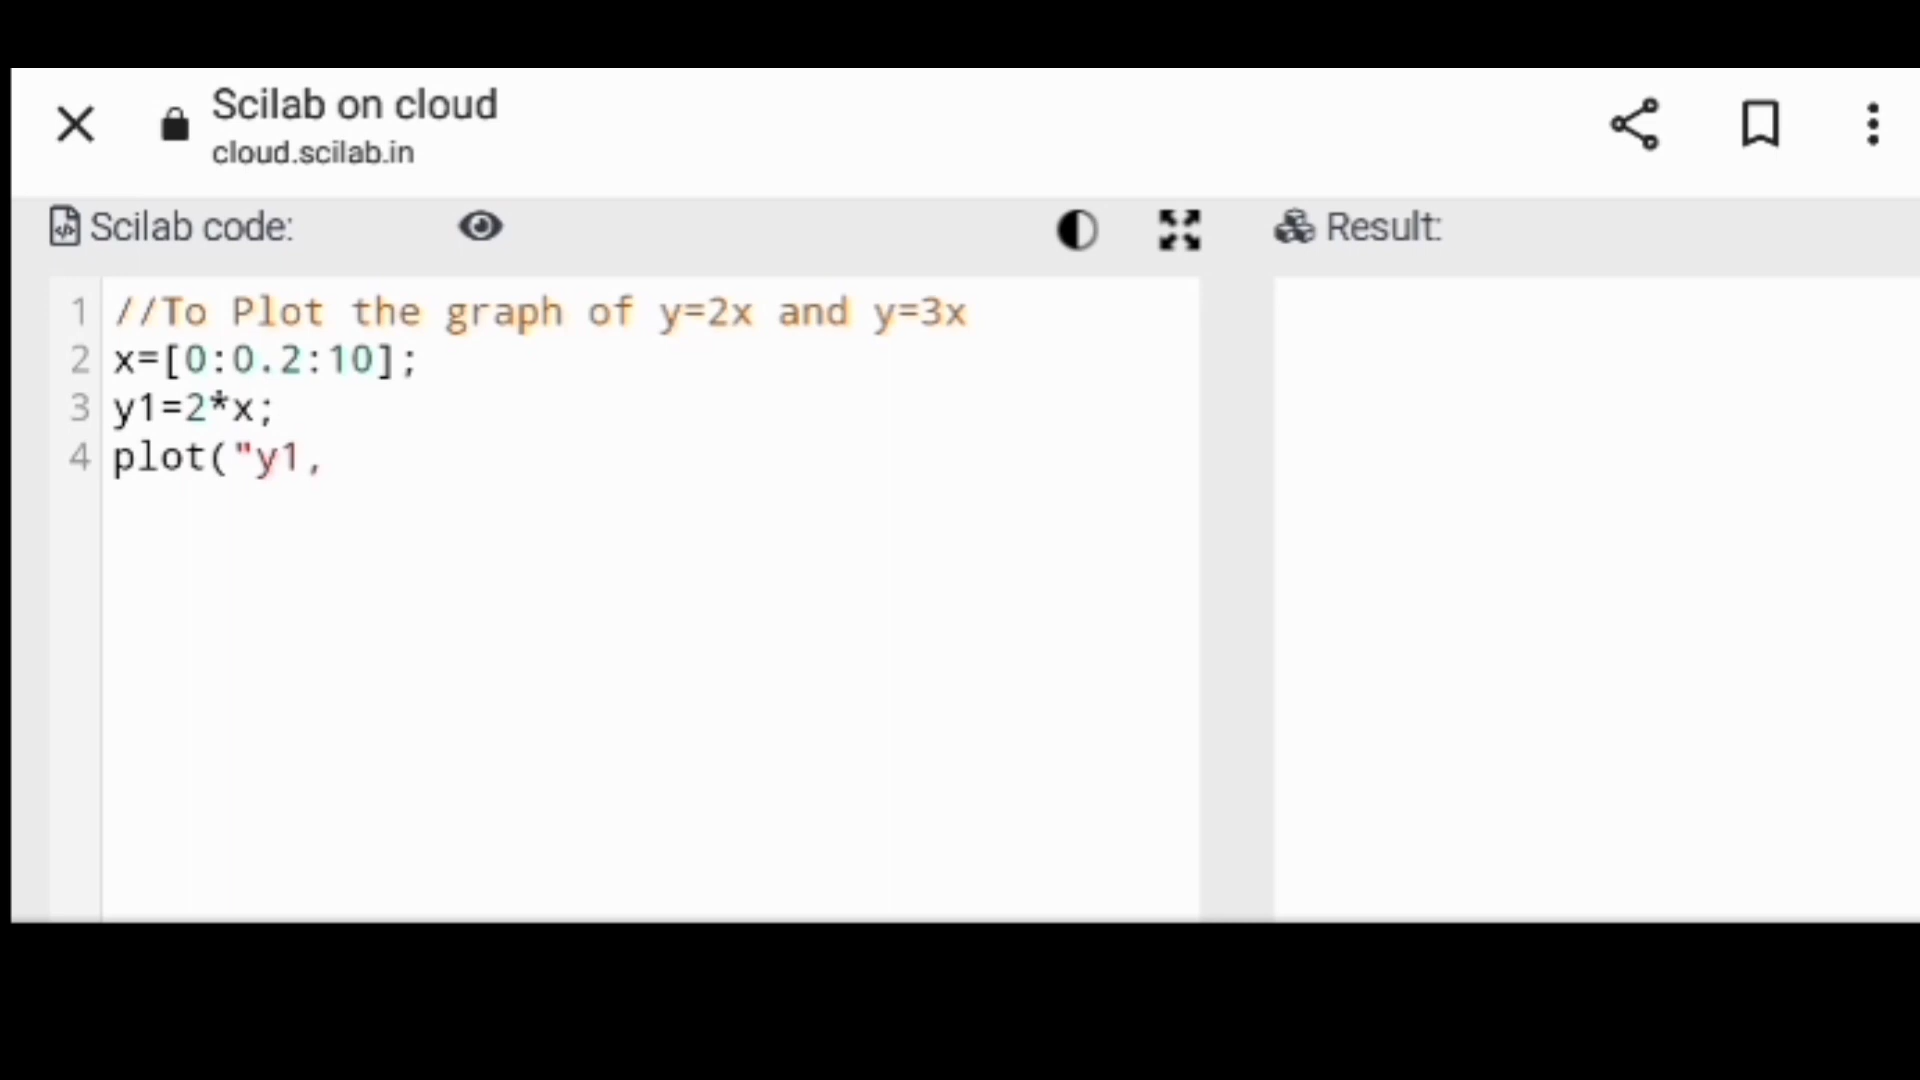 Scilab on cloud
cloud.scilab.in
Scilab code:
Result:
1 //To Plot the graph of y=2x and y=3x
2 x=[0:0.2:10];
3 y1=2*x;
4 plot("y1,